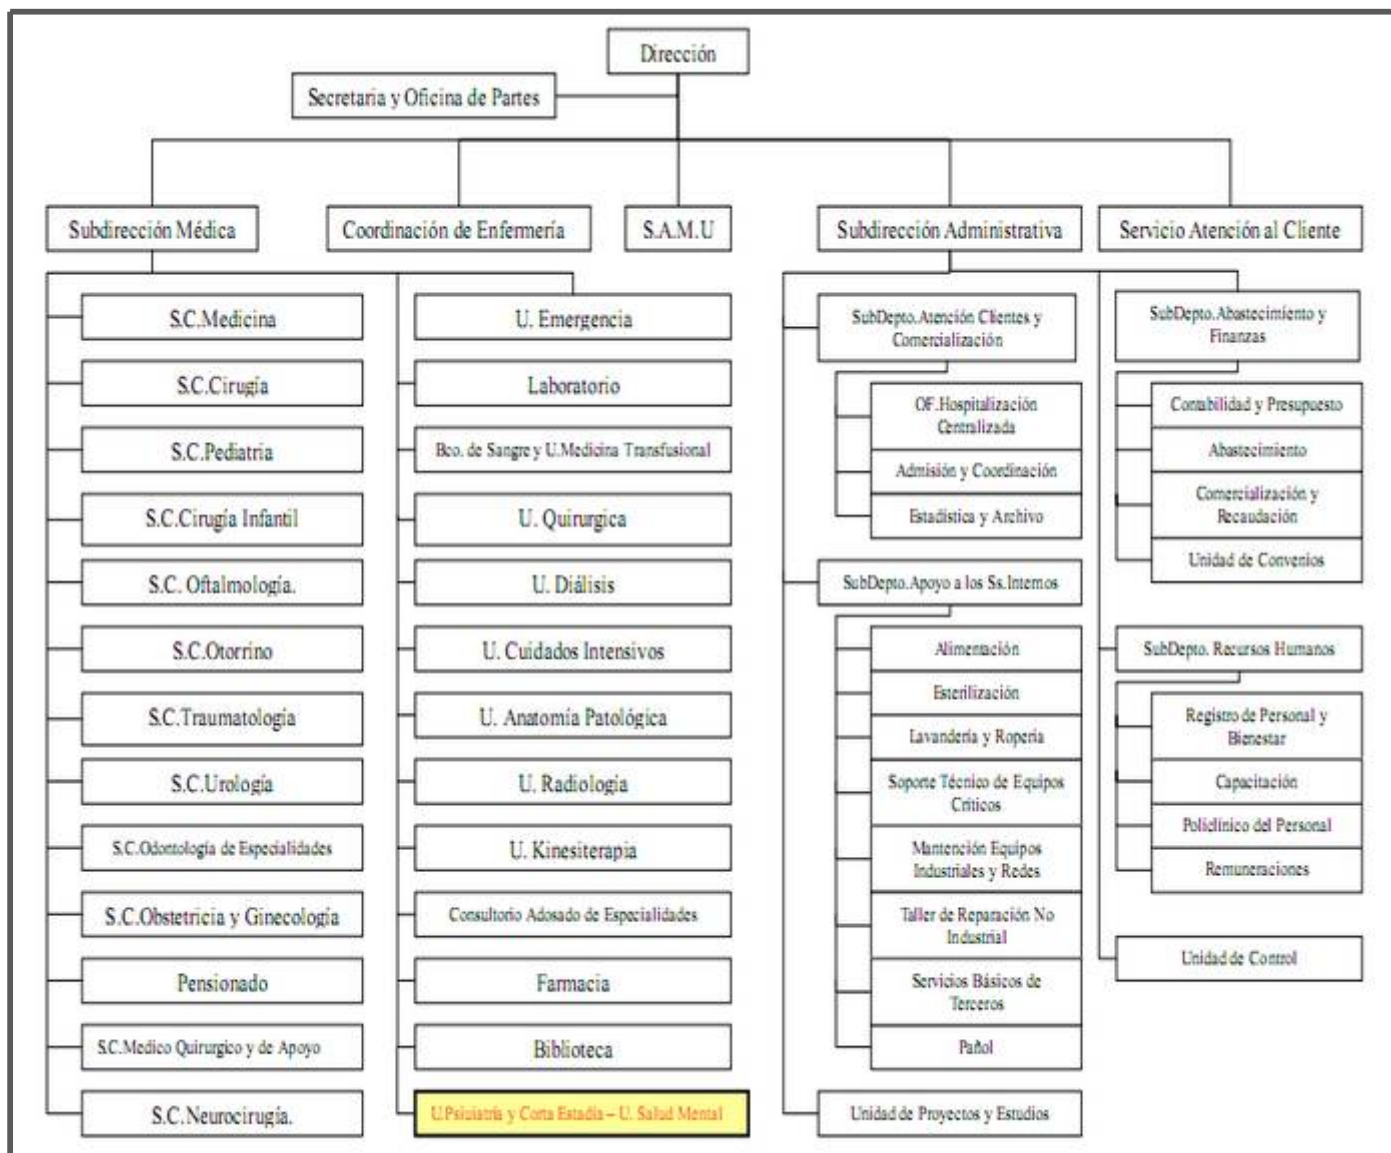 Dirección
Secretaria y Oficina de Partes
Subdirección Médica
Coordinación de Enfermería
S.A.M.U
Subdirección Administrativa
Servicio Atención al Cliente
S.C.Medicina
S.C.Cirugía
S.C.Pediatria
S.C.Cirugía Infantil
S.C. Oftalmología.
S.C.Otorrino
S.C.Traumatología
S.C.Urología
S.C.Odontología de Especialidades
S.C.Obstetricia y Ginecología
Pensionado
S.C.Medico Quirurgico y de Apoyo
S.C.Neurocirugía.
U. Emergencia
Laboratorio
Bco. de Sangre y U.Medicina Transfusional
U. Quirurgica
U. Diálisis
U. Cuidados Intensivos
U. Anatomía Patológica
U. Radiología
U. Kinesiterapia
Consultorio Adosado de Especialidades
Farmacia
Biblioteca
U.Psiuiatría y Corta Estadía – U. Salud Mental
SubDepto.Atención Clientes y
Comercialización
OF.Hospitalización
Centralizada
Admisión y Coordinación
Estadística y Archivo
SubDepto.Apoyo a los Ss.Internos
Alimentación
Esterilización
Lavandería y Ropería
Soporte Técnico de Equipos
Críticos
Mantención Equipos
Industriales y Redes
Taller de Reparación No
Industrial
Servicios Básicos de
Terceros
Pañol
Unidad de Proyectos y Estudios
SubDepto.Abastecimiento y
Finanzas
Contabilidad y Presupuesto
Abastecimiento
Comercialización y
Recaudación
Unidad de Convenios
SubDepto. Recursos Humanos
Registro de Personal y
Bienestar
Capacitación
Policlínico del Personal
Remuneraciones
Unidad de Control